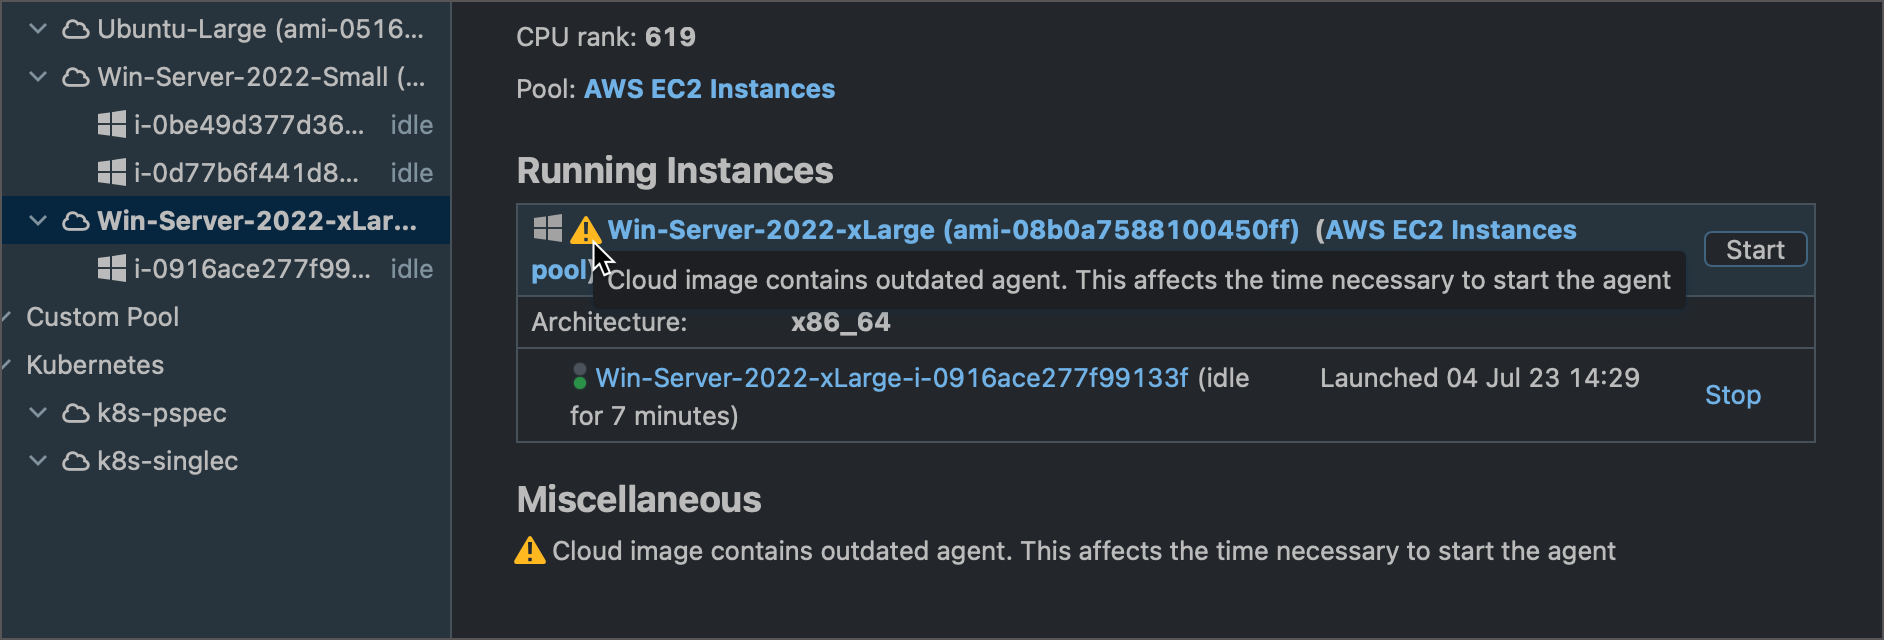 Ubuntu-Large (ami-0516...
Win-Server-2022-Small (...
i-0be49d377d36... idle
i-0d77b6f441d8... idle
Win-Server-2022-xLar...
i-0916ace277f99... idle
Custom Pool
Kubernetes
k8s-pspec
k8s-singlec
CPU rank: 619
Pool: AWS EC2 Instances
Running Instances
Win-Server-2022-xLarge (ami-08b0a7588100450ff) (AWS EC2 Instances
pool)
Start
Cloud image contains outdated agent. This affects the time necessary to start the agent
Architecture: x86_64
Win-Server-2022-xLarge-i-0916ace277f99133f (idle
for 7 minutes)
Launched 04 Jul 23 14:29
Stop
Miscellaneous
Cloud image contains outdated agent. This affects the time necessary to start the agent